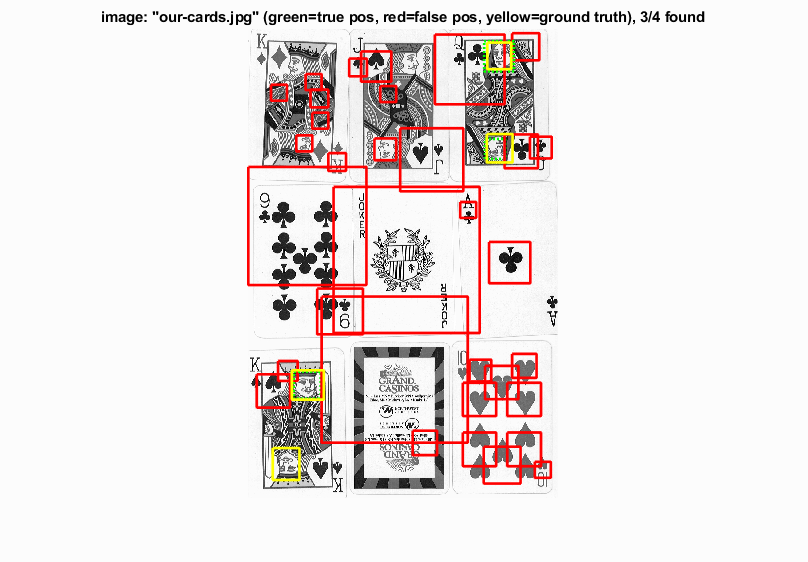 image: "our-cards.jpg" (green=true pos, red=false pos, yellow=ground truth), 3/4 found
K
J
Q
K
J
9
JOKER
A
9
JOKER
A
K
10
GRAND
CASINOS
GRAND
CASINOS
K
10